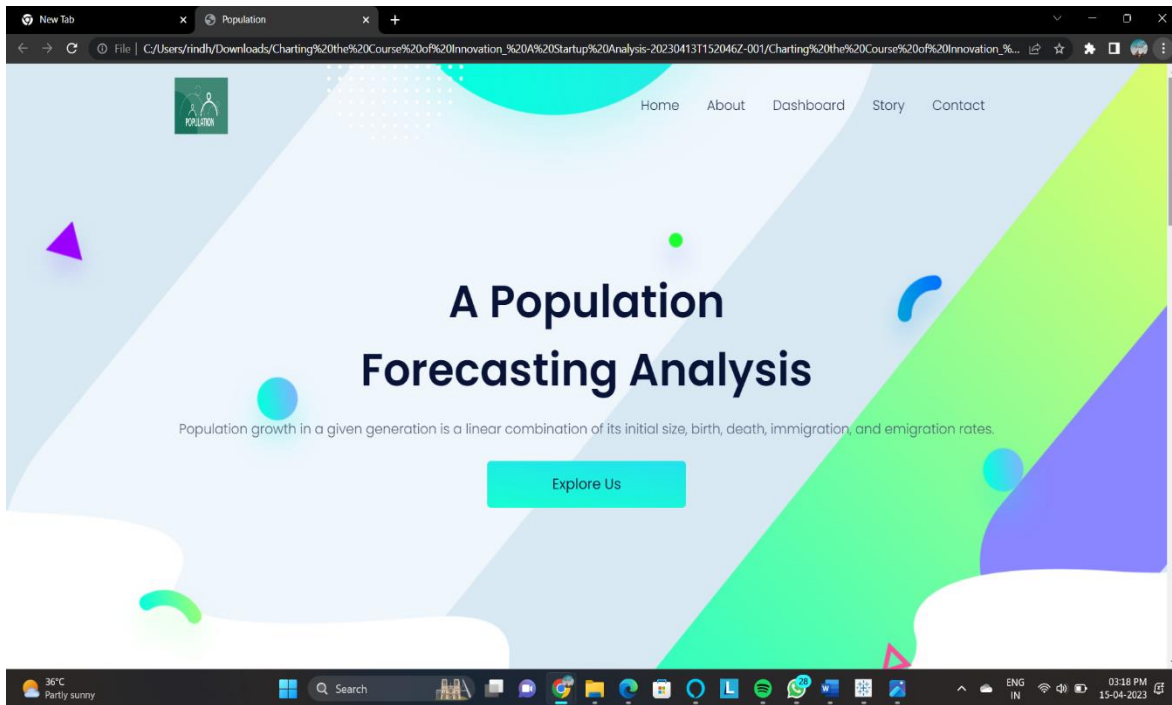 New Tab
Population
File | C:/Users/rindh/Downloads/Charting%20the%20Course%20of%20Innovation_%20A%20Startup%20Analysis-20230413T152046Z-001/Charting%20the%20Course%20of%20Innovation_%...
POPULATION
Home About Dashboard Story Contact
A Population
Forecasting Analysis
Population growth in a given generation is a linear combination of its initial size, birth, death, immigration, and emigration rates.
Explore Us
36°C
Partly sunny
Search
28
ENG
IN
03:18 PM
15-04-2023